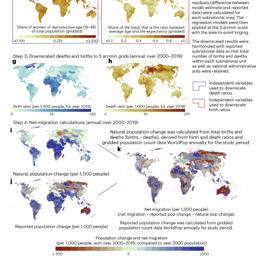 residuals (difference between
model estimate and reported
data) were calculated for
each subnational area. The
regression models were then
applied at the 5 arcmin scale
with the area-to-point kriging.
The downscaled results were
harmonised with reported
subnational data so that total
number of births and deaths
within each subnational unit
as well as national administrative
area were retained.
Share of women of reproductive age (15–49)
of total population (gridded)
Share of life lived; that is the ratio between
average age and life expectancy (gridded)
Step 3. Downscaled deaths and births to 5 arcmin grids (annual over 2000–2019)
g
h
Independent variables
used to downscale
birth ratios
Independent variables
used to downscale
death ratios
Birth ratio (per 1,000 people; for year 2019)
Death ratio (per 1,000 people; for year 2019)
Step 4. Net-migration calculations (annual over 2000–2019)
Natural population change was calculated from total births and
deaths (births – deaths), derived from birth and death ratios and
gridded population count data WorldPop annually for the study period.
i
k
Natural population change (per 1,000 people)
j
Net migration (per 1,000 people)
(net migration = reported pop change – natural pop change)
Reported population change was calculated from gridded
population count data WorldPop annually for the study period.
Reported population change (per 1,000 people)
Population change and net migration
(per 1,000 people, sum over 2000–2019, compared to year 2000 population)
0